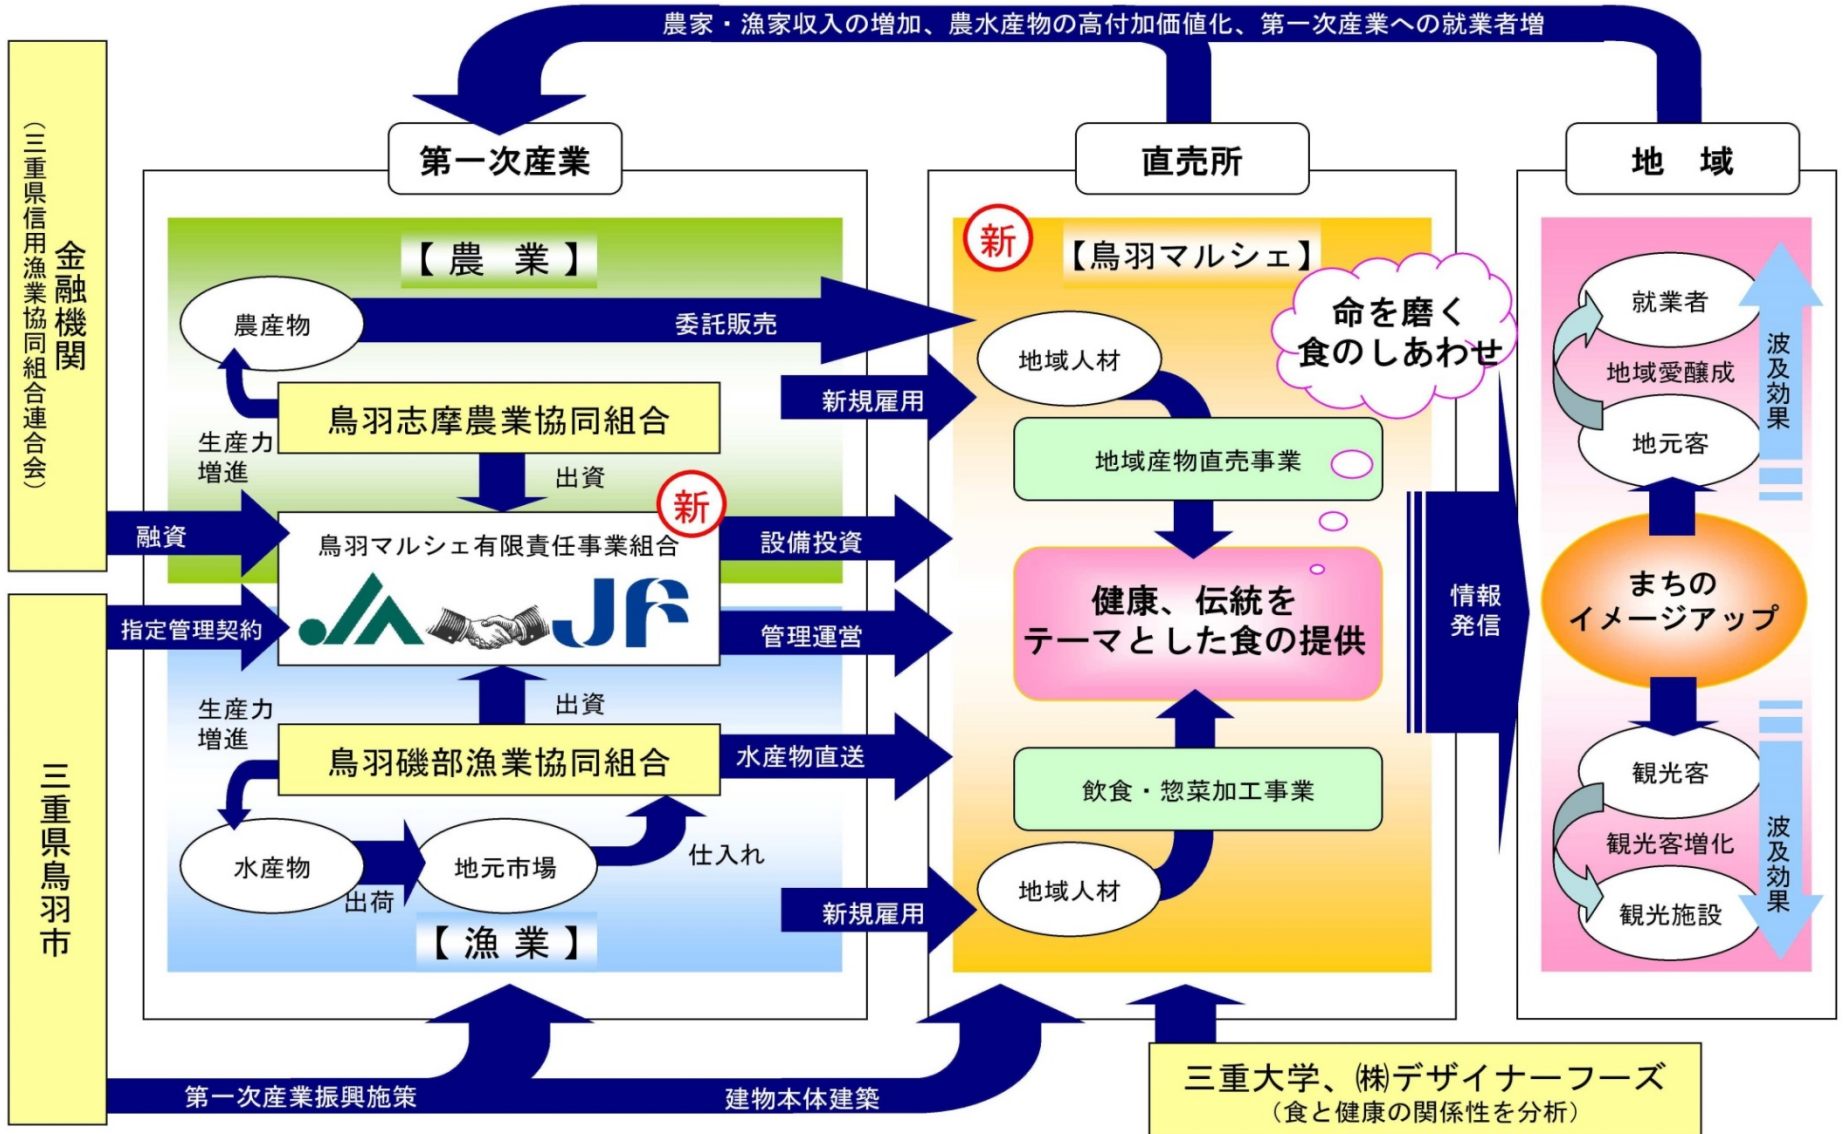 農家・漁家収入の増加、農水産物の高付加価値化、第一次産業への就業者増
金融機関
（三重県信用漁業協同組合連合会）
三重県鳥羽市
第一次産業
【農　業】
農産物
委託販売
鳥羽志摩農業協同組合
新規雇用
生産力
増進
出資
新
融資
鳥羽マルシェ有限責任事業組合
設備投資
指定管理契約
JA
JF
管理運営
生産力
増進
出資
鳥羽磯部漁業協同組合
水産物直送
水産物
出荷
地元市場
仕入れ
新規雇用
【漁 業】
第一次産業振興施策
建物本体建築
直売所
新
【鳥羽マルシェ】
命を磨く
食のしあわせ
地域人材
地域産物直売事業
健康、伝統を
テーマとした食の提供
飲食・惣菜加工事業
地域人材
情報
発信
三重大学、㈱デザイナーフーズ
（食と健康の関係性を分析）
地　域
就業者
地域愛醸成
地元客
波及効果
まちの
イメージアップ
観光客
観光客増化
観光施設
波及効果